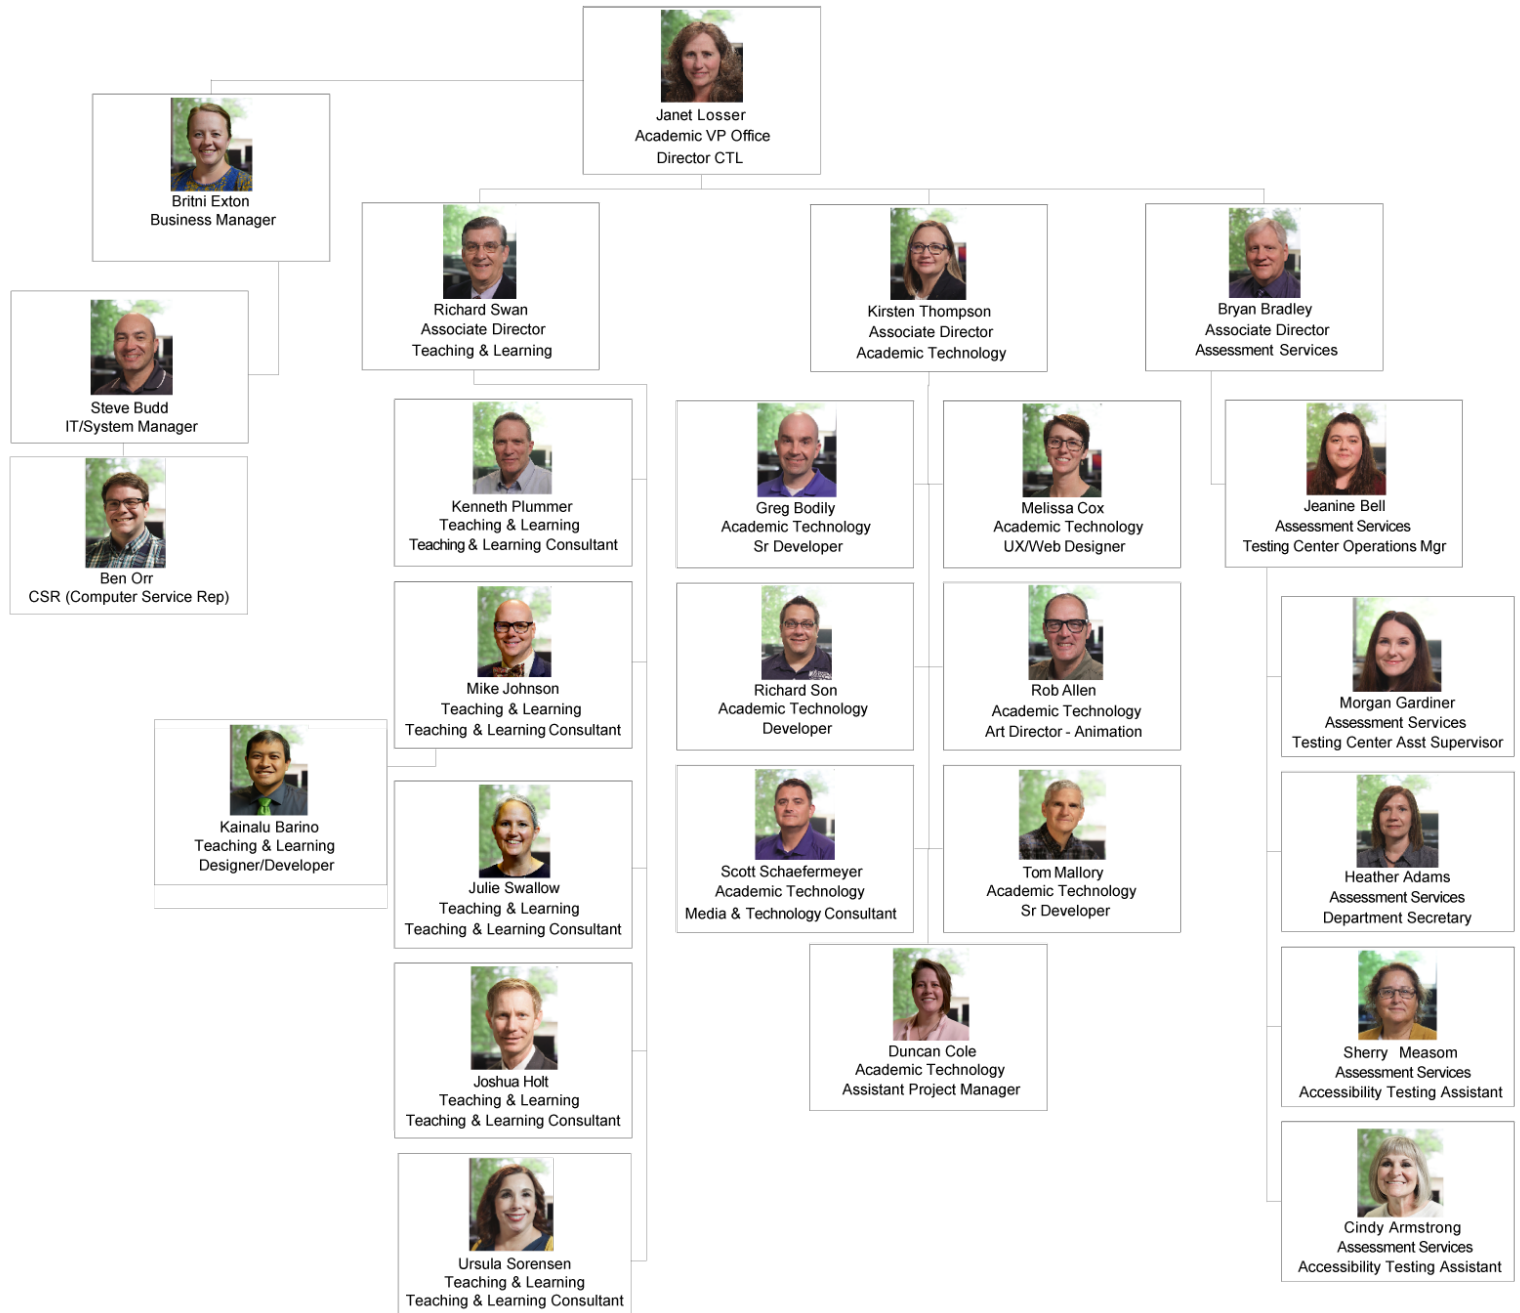 Janet Losser
Academic VP Office
Director CTL
Britni Exton
Business Manager
Steve Budd
IT/System Manager
Ben Orr
CSR (Computer Service Rep)
Richard Swan
Associate Director
Teaching & Learning
Kenneth Plummer
Teaching & Learning
Teaching & Learning Consultant
Mike Johnson
Teaching & Learning
Teaching & Learning Consultant
Kainalu Barino
Teaching & Learning
Designer/Developer
Julie Swallow
Teaching & Learning
Teaching & Learning Consultant
Joshua Holt
Teaching & Learning
Teaching & Learning Consultant
Ursula Sorensen
Teaching & Learning
Teaching & Learning Consultant
Kirsten Thompson
Associate Director
Academic Technology
Greg Bodily
Academic Technology
Sr Developer
Melissa Cox
Academic Technology
UX/Web Designer
Richard Son
Academic Technology
Developer
Rob Allen
Academic Technology
Art Director - Animation
Scott Schaefermeyer
Academic Technology
Media & Technology Consultant
Tom Mallory
Academic Technology
Sr Developer
Duncan Cole
Academic Technology
Assistant Project Manager
Bryan Bradley
Associate Director
Assessment Services
Jeanine Bell
Assessment Services
Testing Center Operations Mgr
Morgan Gardiner
Assessment Services
Testing Center Asst Supervisor
Heather Adams
Assessment Services
Department Secretary
Sherry Measom
Assessment Services
Accessibility Testing Assistant
Cindy Armstrong
Assessment Services
Accessibility Testing Assistant